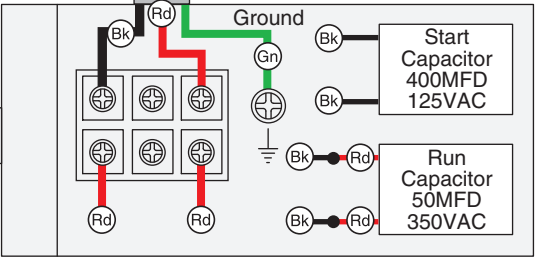 Rd
Ground
Bk
Gn
Bk
Start
Capacitor
400MFD
125VAC
Bk
Bk
Rd
Run
Capacitor
50MFD
350VAC
Bk
Rd
Rd
Rd